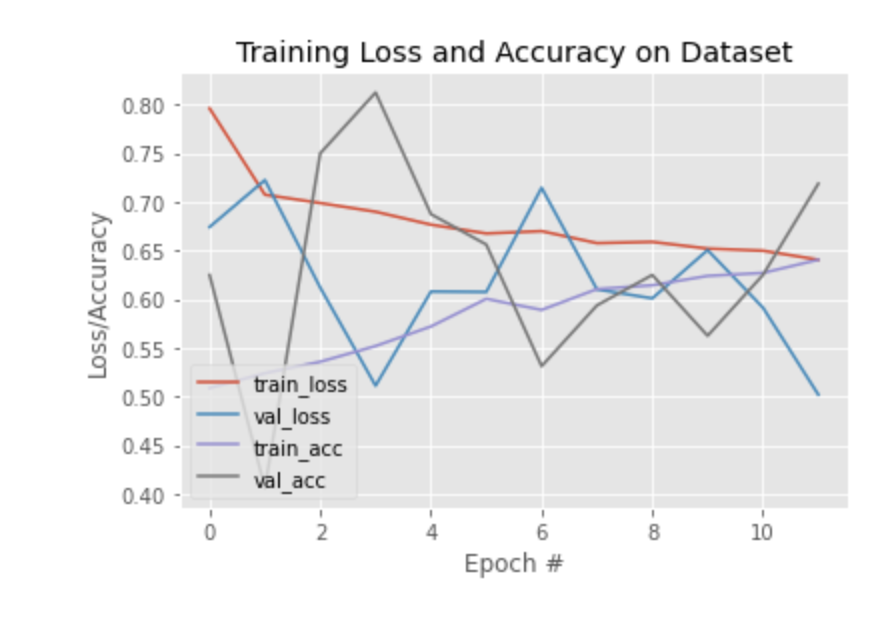 Training Loss and Accuracy on Dataset
0.80
0.75
0.70
0.65
0.60
0.55
0.50
0.45
0.40
Loss/Accuracy
train_loss
val_loss
train_acc
val_acc
0 2 4 6 8 10
Epoch #